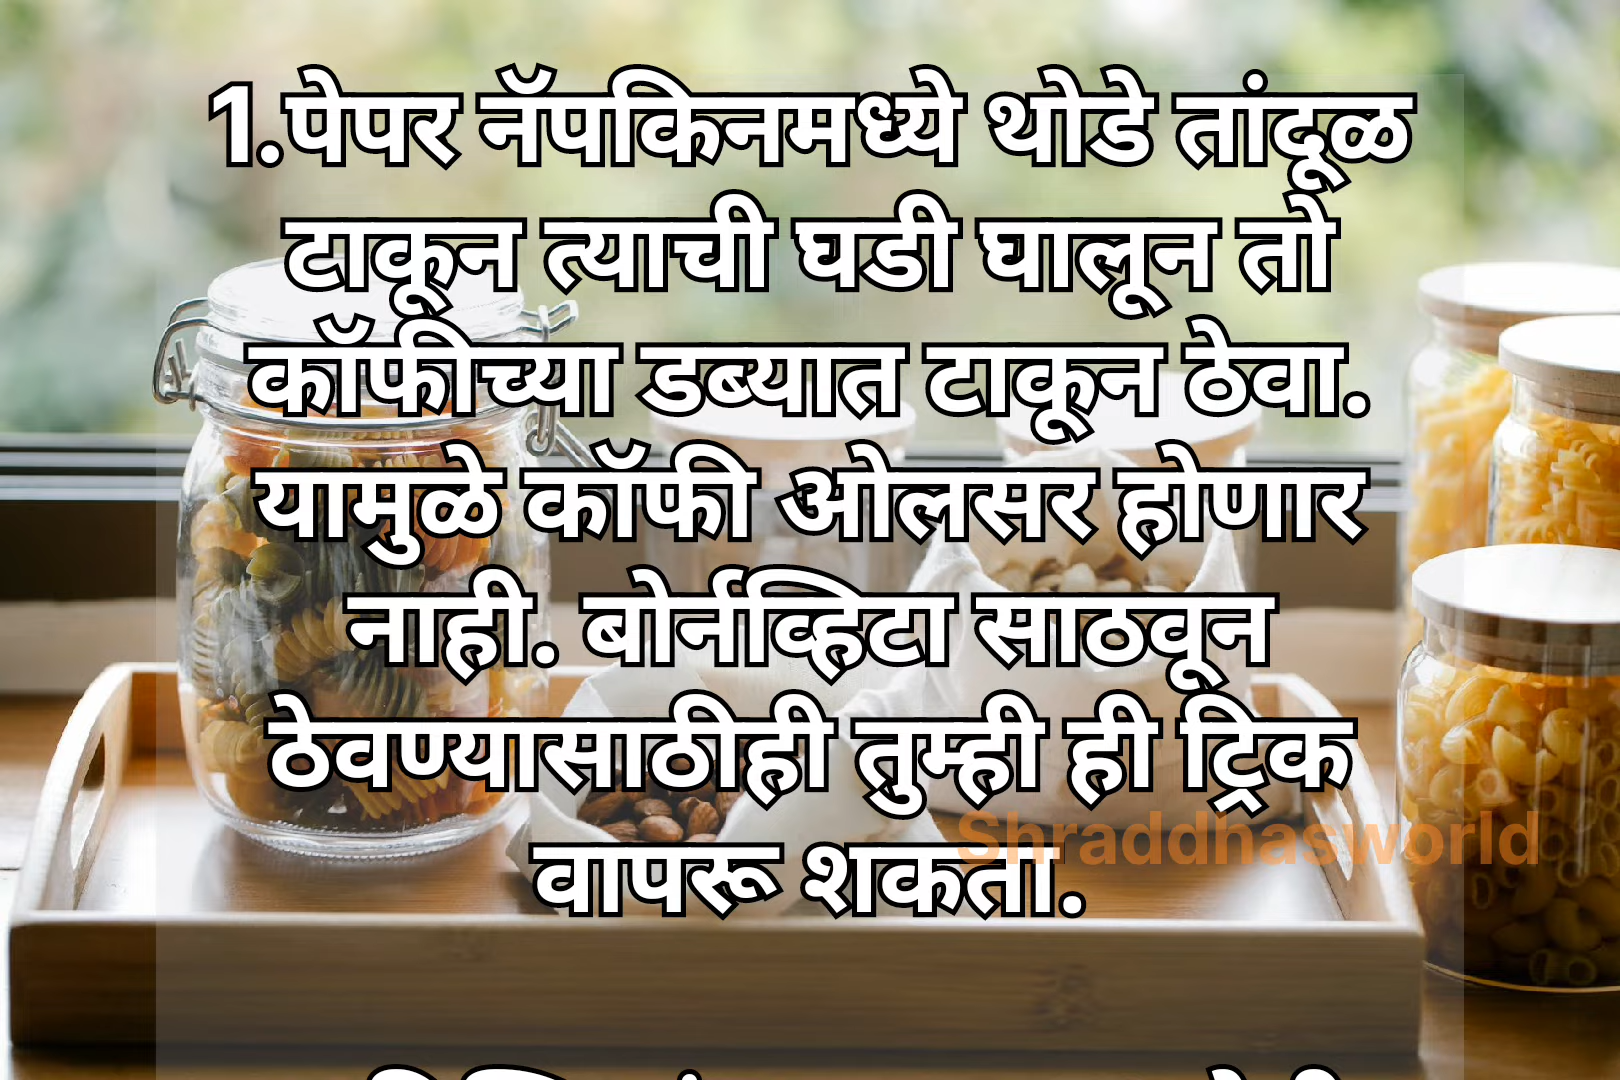 1.पेपर नॅपकिनमध्ये थोडे तांदूळ
टाकून त्याची घडी घालून तो
कॉफीच्या डब्यात टाकून ठेवा.
यामुळे कॉफी ओलसर होणार
नाही. बोर्नव्हिटा साठवून
ठेवण्यासाठीही तुम्ही ही ट्रिक
वापरू शकता.
Shraddhasworld